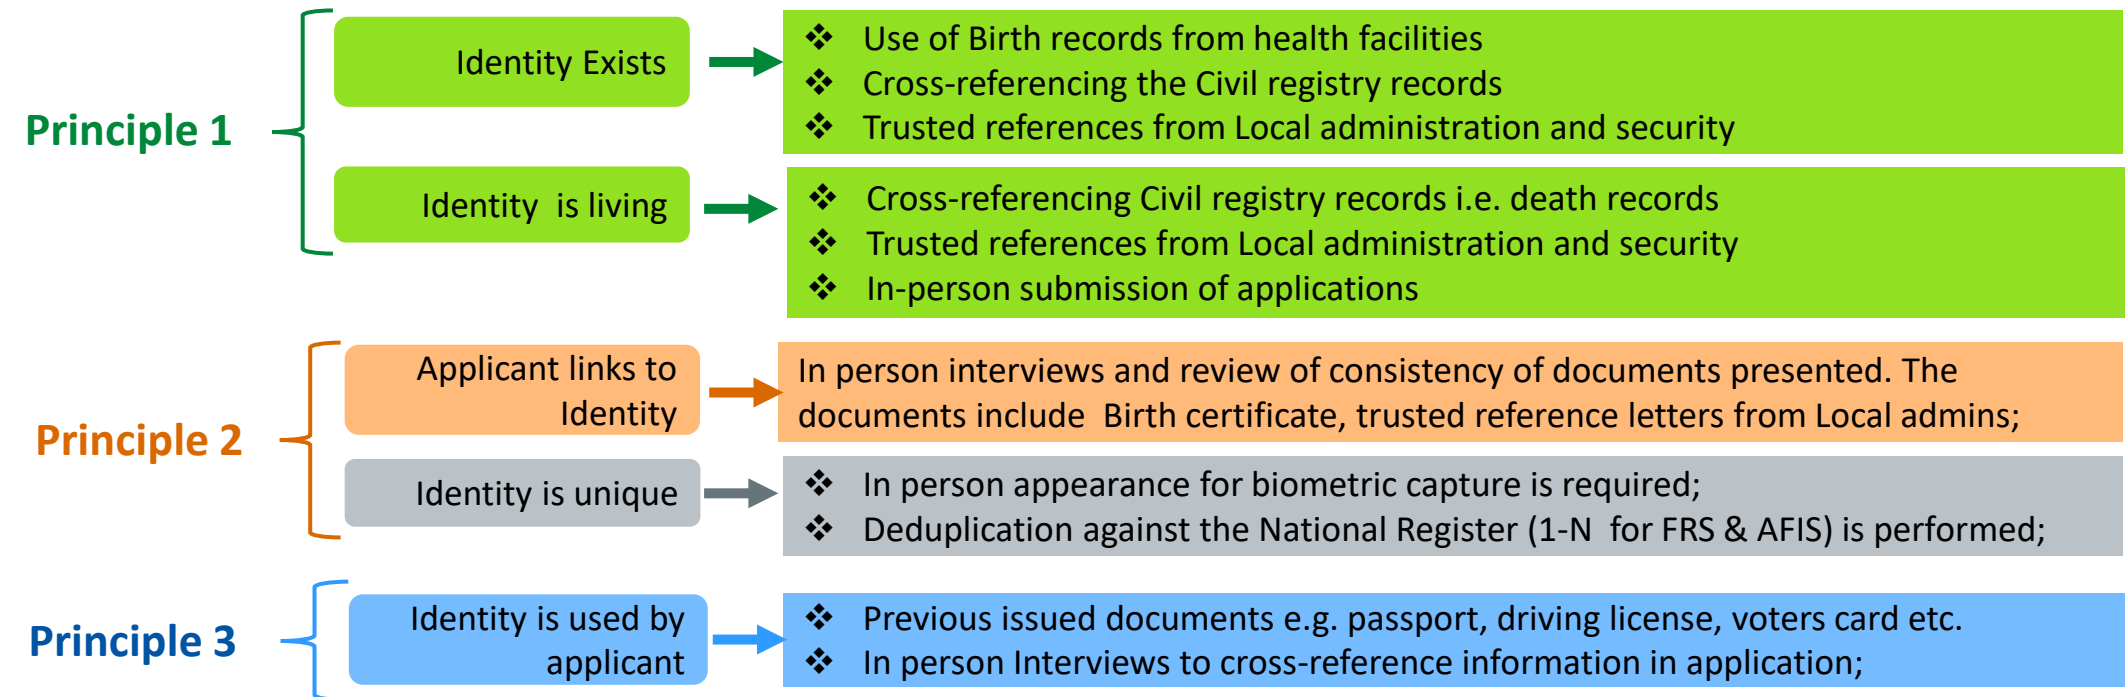 Principle 1
Identity Exists
❖ Use of Birth records from health facilities
❖ Cross-referencing the Civil registry records
❖ Trusted references from Local administration and security
Identity is living
❖ Cross-referencing Civil registry records i.e. death records
❖ Trusted references from Local administration and security
❖ In-person submission of applications
Principle 2
Applicant links to
Identity
In person interviews and review of consistency of documents presented. The
documents include Birth certificate, trusted reference letters from Local admins;
Identity is unique
❖ In person appearance for biometric capture is required;
❖ Deduplication against the National Register (1-N for FRS & AFIS) is performed;
Principle 3
Identity is used by
applicant
❖ Previous issued documents e.g. passport, driving license, voters card etc.
❖ In person Interviews to cross-reference information in application;